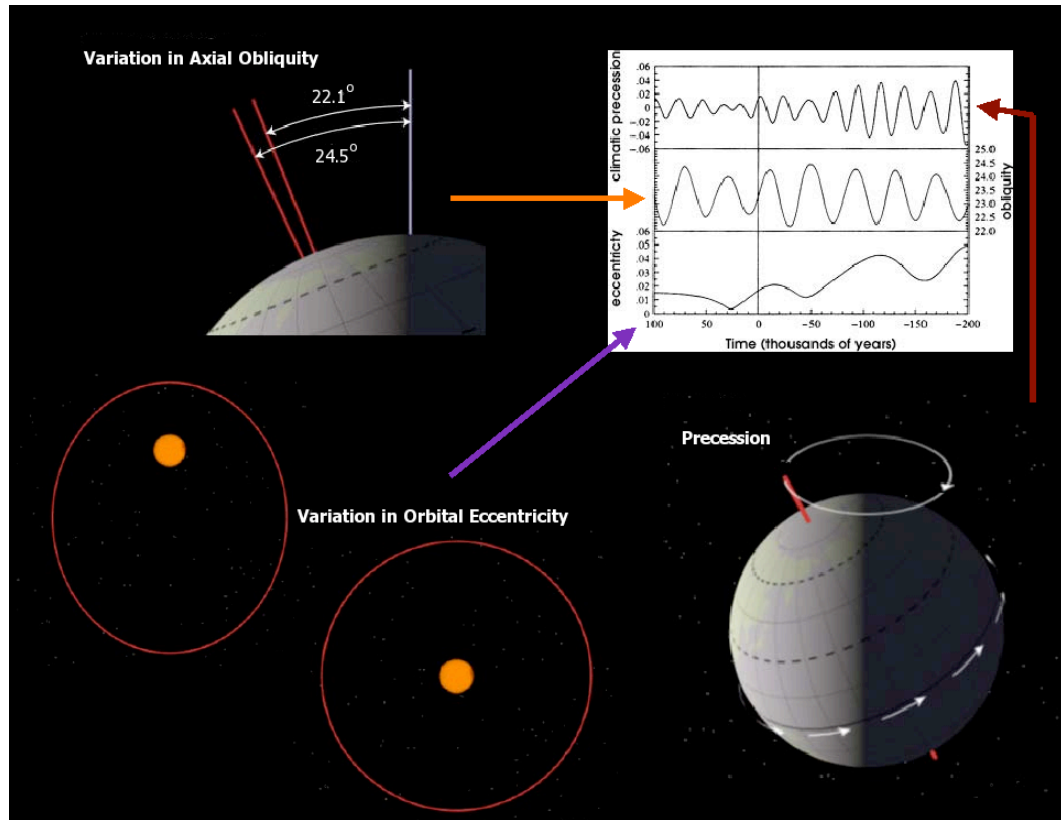 Variation in Axial Obliquity
22.1°
24.5°
climatic precession
.06
.04
.02
0
-.02
-.04
-.06
25.0
24.5
24.0
23.5
23.0
22.5
22.0
obliquity
eccentricty
.06
.05
.04
.03
.02
.01
0
100 50 0 -50 -100 -150 -200
Time (thousands of years)
Precession
Variation in Orbital Eccentricity